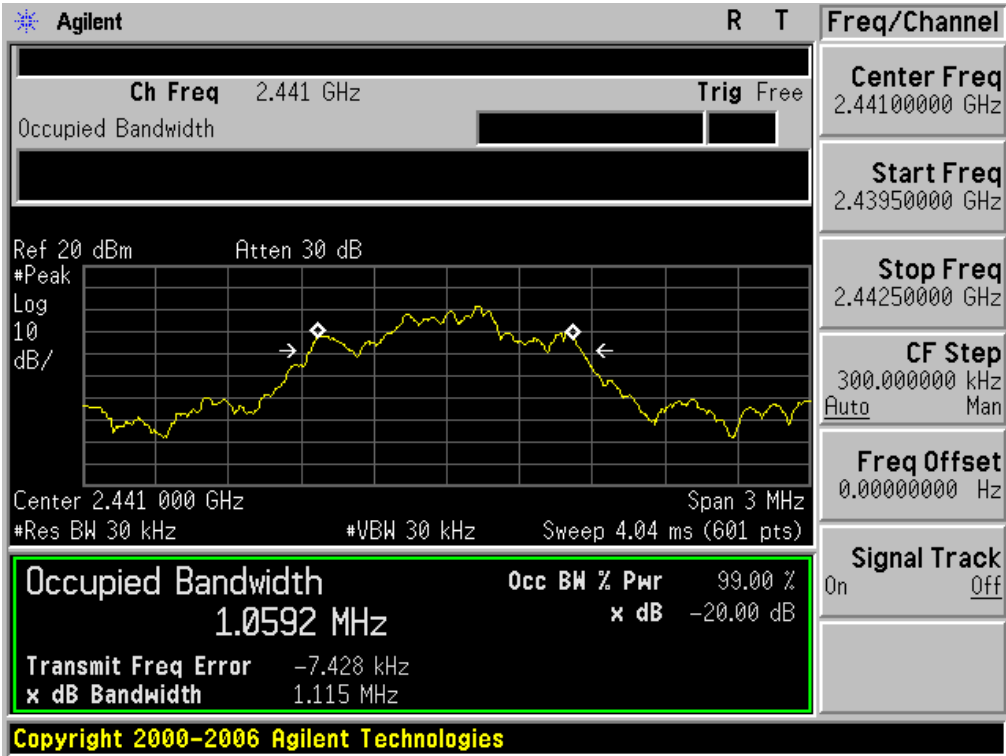 Agilent R T
Freq/Channel
Ch Freq 2.441 GHz Trig Free
Occupied Bandwidth
Center Freq
2.44100000 GHz
Start Freq
2.43950000 GHz
Stop Freq
2.44250000 GHz
CF Step
300.000000 kHz
Auto Man
Freq Offset
0.00000000 Hz
Signal Track
On Off
Ref 20 dBm Atten 30 dB
#Peak
Log
10
dB/
Center 2.441 000 GHz Span 3 MHz
#Res BW 30 kHz #VBW 30 kHz Sweep 4.04 ms (601 pts)
Occupied Bandwidth
1.0592 MHz
Occ BW % Pwr 99.00 %
x dB -20.00 dB
Transmit Freq Error -7.428 kHz
x dB Bandwidth 1.115 MHz
Copyright 2000-2006 Agilent Technologies